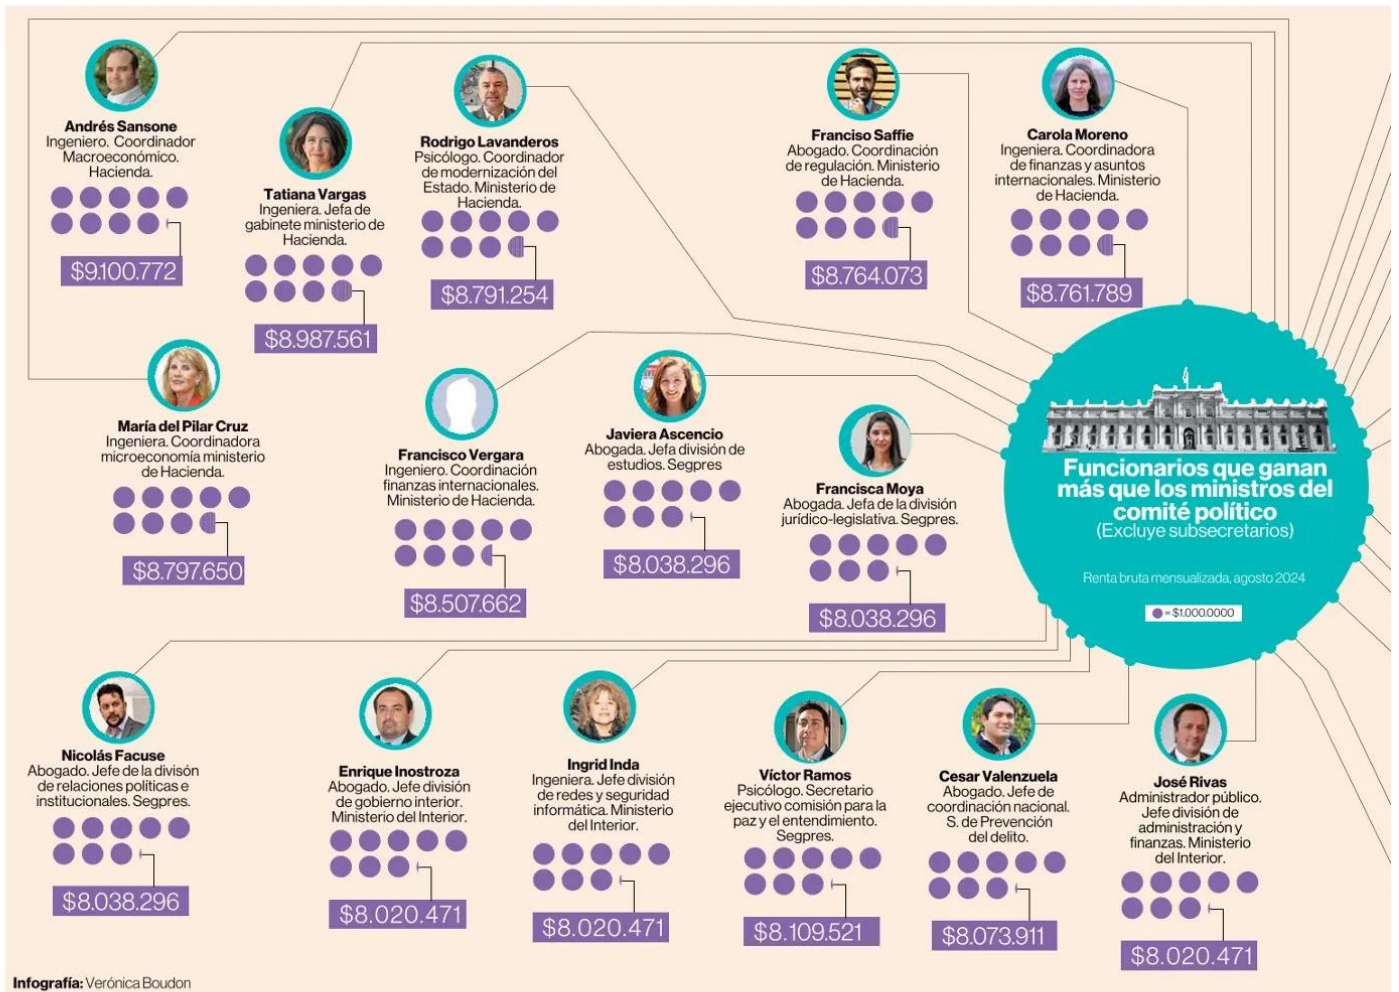 Andrés Sansone
Ingeniero. Coordinador
Macroeconómico.
Hacienda.
$9.100.772
Tatiana Vargas
Ingeniera. Jefa de
gabinete ministerio de
Hacienda.
$8.987.561
Rodrigo Lavanderos
Psicólogo. Coordinador
de modernización del
Estado. Ministerio de
Hacienda.
$8.791.254
Franciso Saffie
Abogado. Coordinación
de regulación. Ministerio
de Hacienda.
$8.764.073
Carola Moreno
Ingeniera. Coordinadora
de finanzas y asuntos
internacionales. Ministerio
de Hacienda.
$8.761.789
María del Pilar Cruz
Ingeniera. Coordinadora
microeconomía ministerio
de Hacienda.
$8.797.650
Francisco Vergara
Ingeniero. Coordinación
finanzas internacionales.
Ministerio de Hacienda.
$8.507.662
Javiera Ascencio
Abogada. Jefa división de
estudios. Segpres
$8.038.296
Francisca Moya
Abogada. Jefa de la división
jurídico-legislativa. Segpres.
$8.038.296
Funcionarios que ganan
más que los ministros del
comité político
(Excluye subsecretarios)
Renta bruta mensualizada, agosto 2024
= $1.000.0000
Nicolás Facuse
Abogado. Jefe de la divisón
de relaciones políticas e
institucionales. Segpres.
$8.038.296
Enrique Inostroza
Abogado. Jefe división
de gobierno interior.
Ministerio del Interior.
$8.020.471
Ingrid Inda
Ingeniera. Jefe división
de redes y seguridad
informática. Ministerio
del Interior.
$8.020.471
Víctor Ramos
Psicólogo. Secretario
ejecutivo comisión para la
paz y el entendimiento.
Segpres.
$8.109.521
Cesar Valenzuela
Abogado. Jefe de
coordinación nacional.
S. de Prevención
del delito.
$8.073.911
José Rivas
Administrador público.
Jefe división de
administración y
finanzas. Ministerio
del Interior.
$8.020.471
Infografía: Verónica Boudon